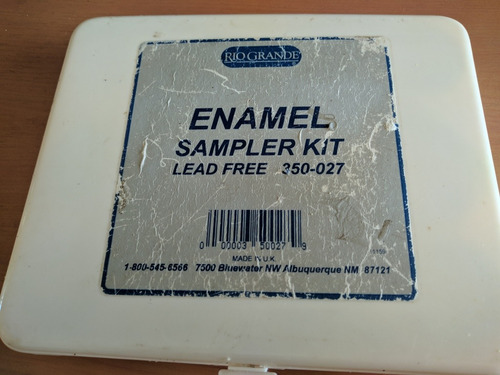 RIO GRANDE
ENAMEL
SAMPLER KIT
LEAD FREE 350-027
0 00003 50027 9
MADE IN U.K.
1-800-545-6566 7500 Bluewater NW Albuquerque NM 87121